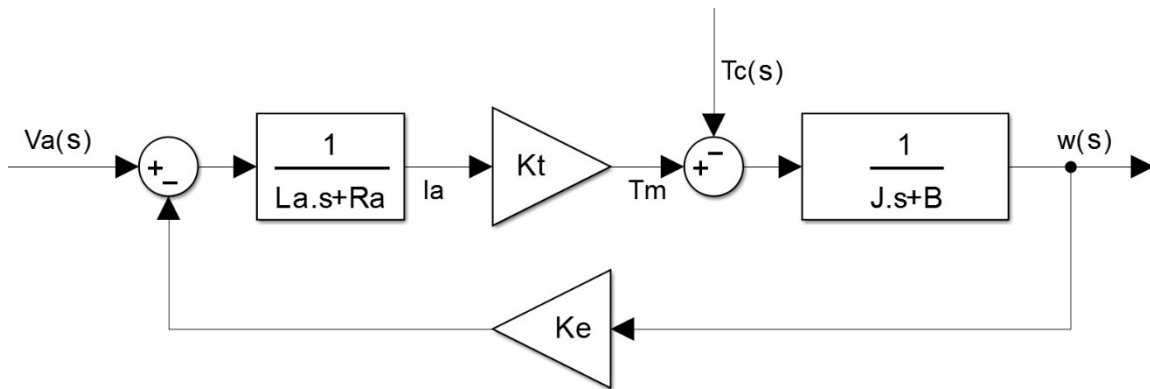 Tc(s)
Va(s)
+
−
1
La.s+Ra
Ia
Kt
Tm
+
−
1
J.s+B
w(s)
Ke